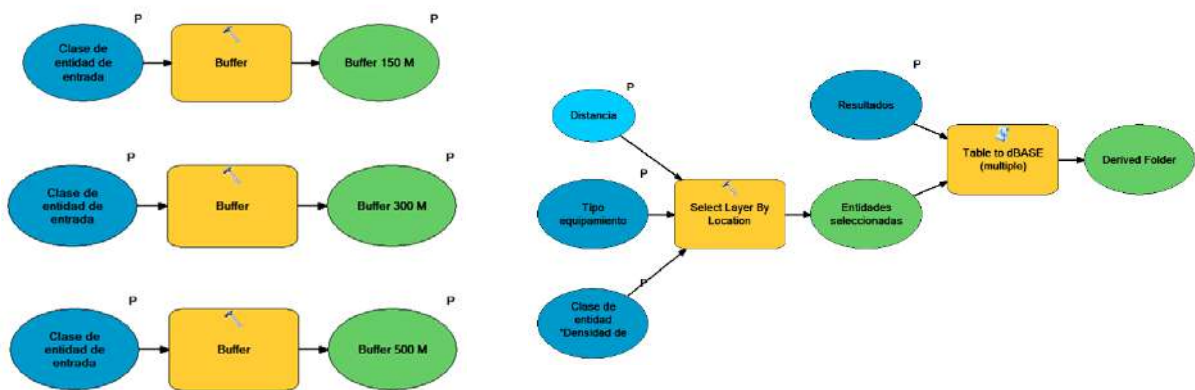 P
P
Clase de
entidad de
entrada
Buffer
Buffer 150 M
P
P
Clase de
entidad de
entrada
Buffer
Buffer 300 M
P
P
Clase de
entidad de
entrada
Buffer
Buffer 500 M
P
Distancia
P
Tipo
equipamiento
P
Clase de
entidad
"Densidad de
Select Layer By
Location
Entidades
seleccionadas
P
Resultados
Table to dBASE
(multiple)
Derived Folder